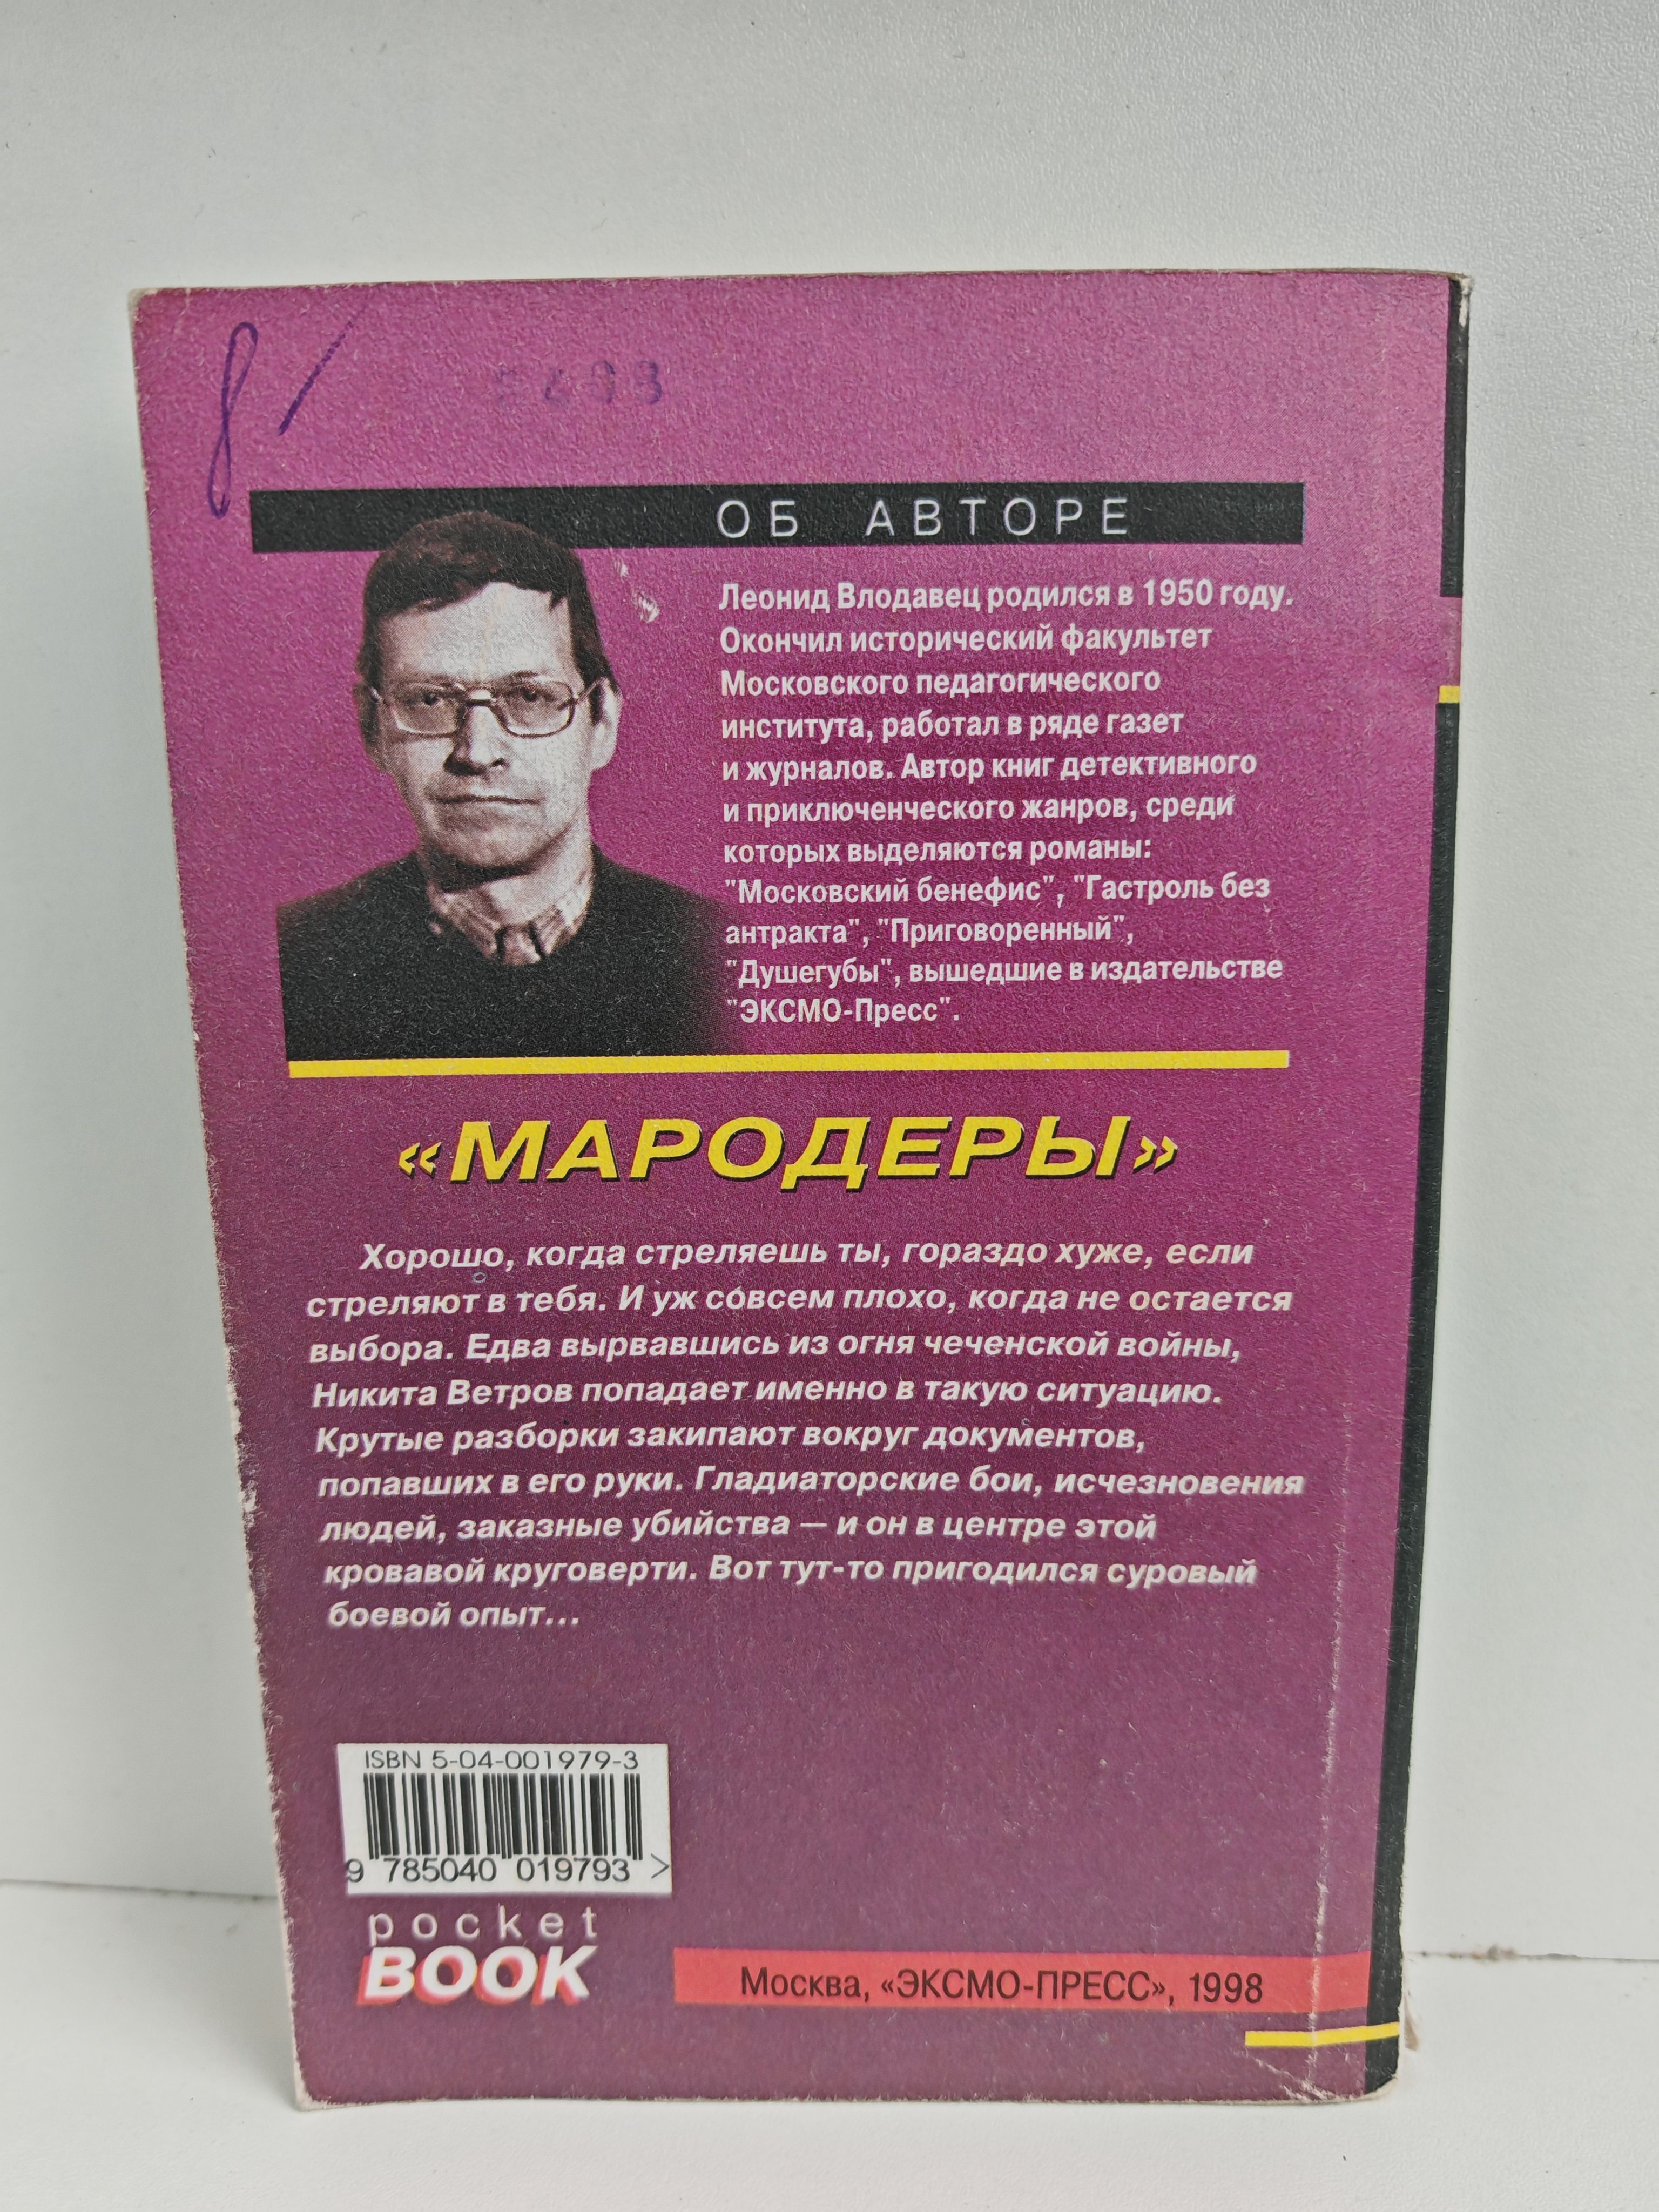 8
ОБ АВТОРЕ
Леонид Влодавец родился в 1950 году.
Окончил исторический факультет
Московского педагогического
института, работал в ряде газет
и журналов. Автор книг детективного
и приключенческого жанров, среди
которых выделяются романы:
"Московский бенефис", "Гастроль без
антракта", "Приговоренный",
"Душегубы", вышедшие в издательстве
"ЭКСМО-Пресс".
«МАРОДЕРЫ»
Хорошо, когда стреляешь ты, гораздо хуже, если
стреляют в тебя. И уж совсем плохо, когда не остается
выбора. Едва вырвавшись из огня чеченской войны,
Никита Ветров попадает именно в такую ситуацию.
Крутые разборки закипают вокруг документов,
попавших в его руки. Гладиаторские бои, исчезновения
людей, заказные убийства — и он в центре этой
кровавой круговерти. Вот тут-то пригодился суровый
боевой опыт...
ISBN 5-04-001979-3
9 785040 019793 >
pocket
BOOK
Москва, «ЭКСМО-ПРЕСС», 1998